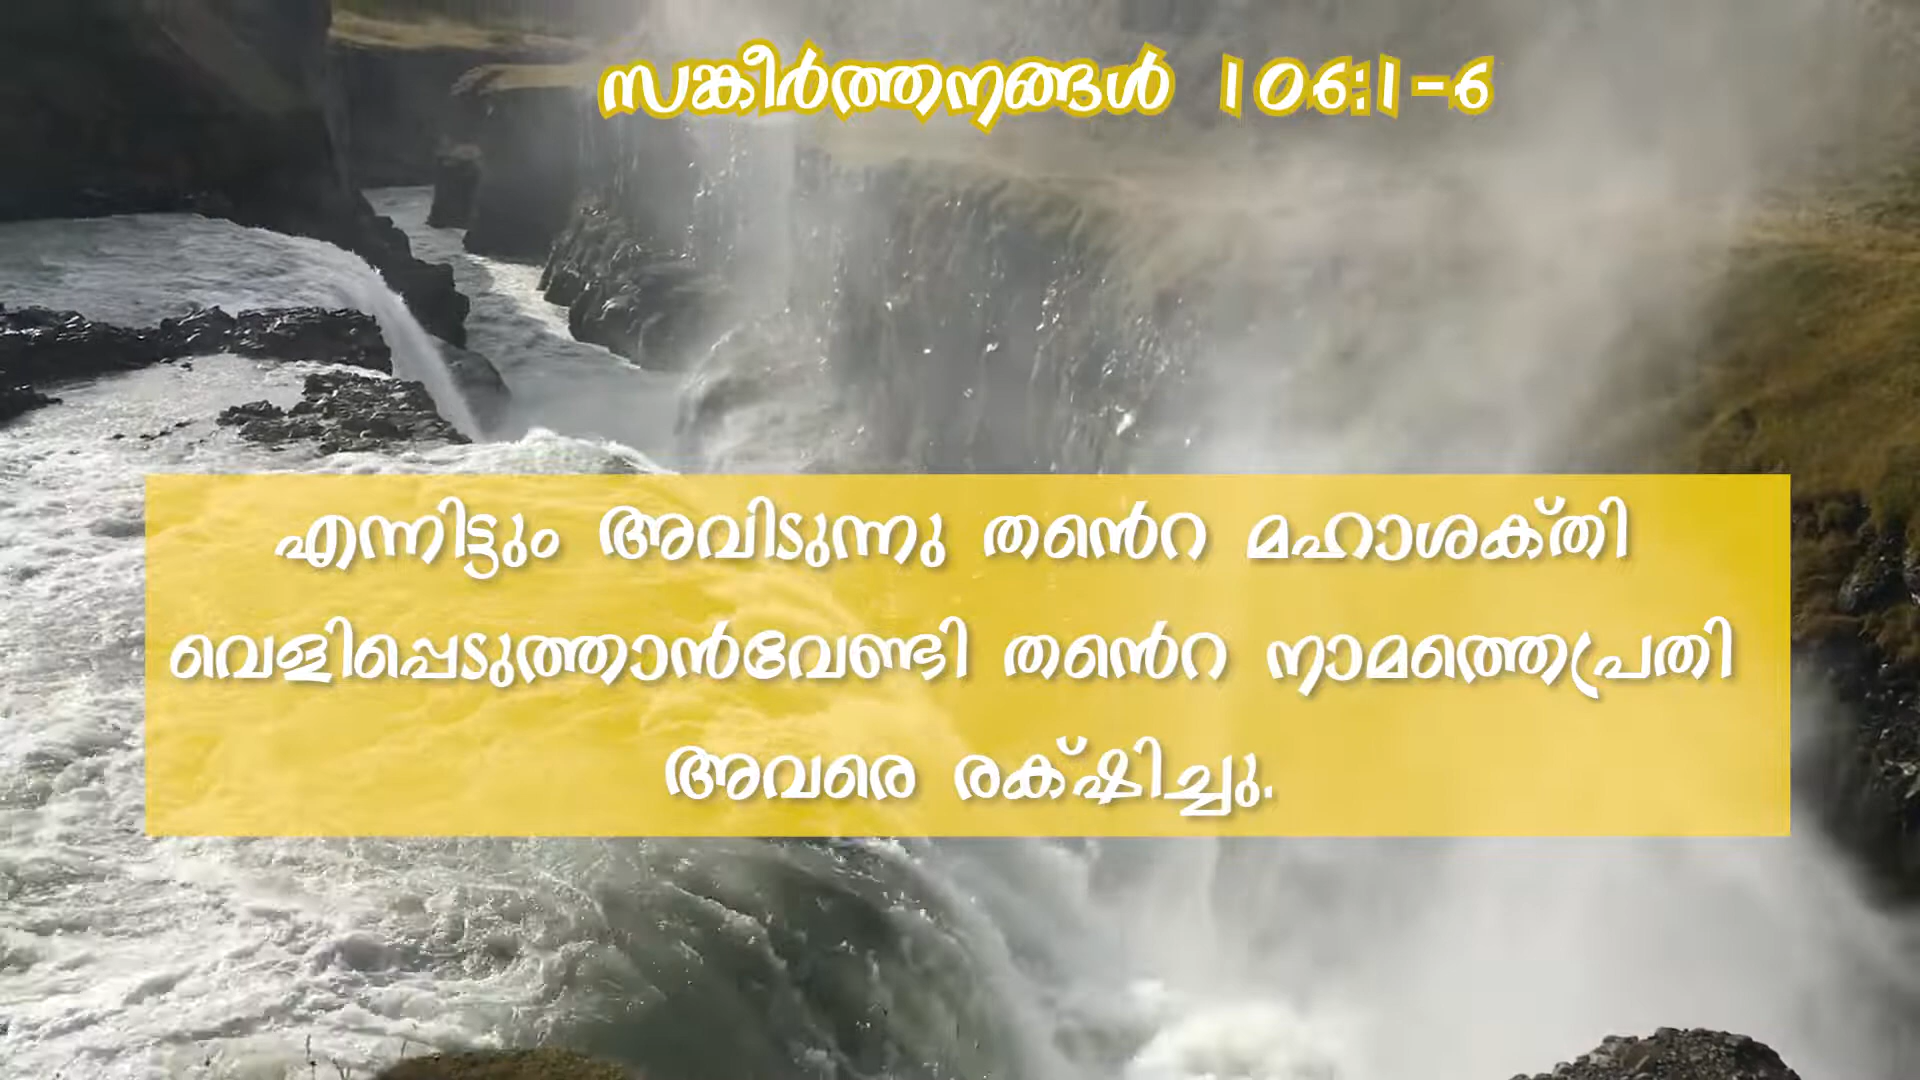 സങ്കീർത്തനങ്ങൾ 106:1-6
എന്നിട്ടും അവിടുന്നു തൻെറ മഹാശക്‌തി
വെളിപ്പെടുത്താൻവേണ്ടി തൻെറ നാമത്തെപ്രതി
അവരെ രക്‌ഷിച്ചു.